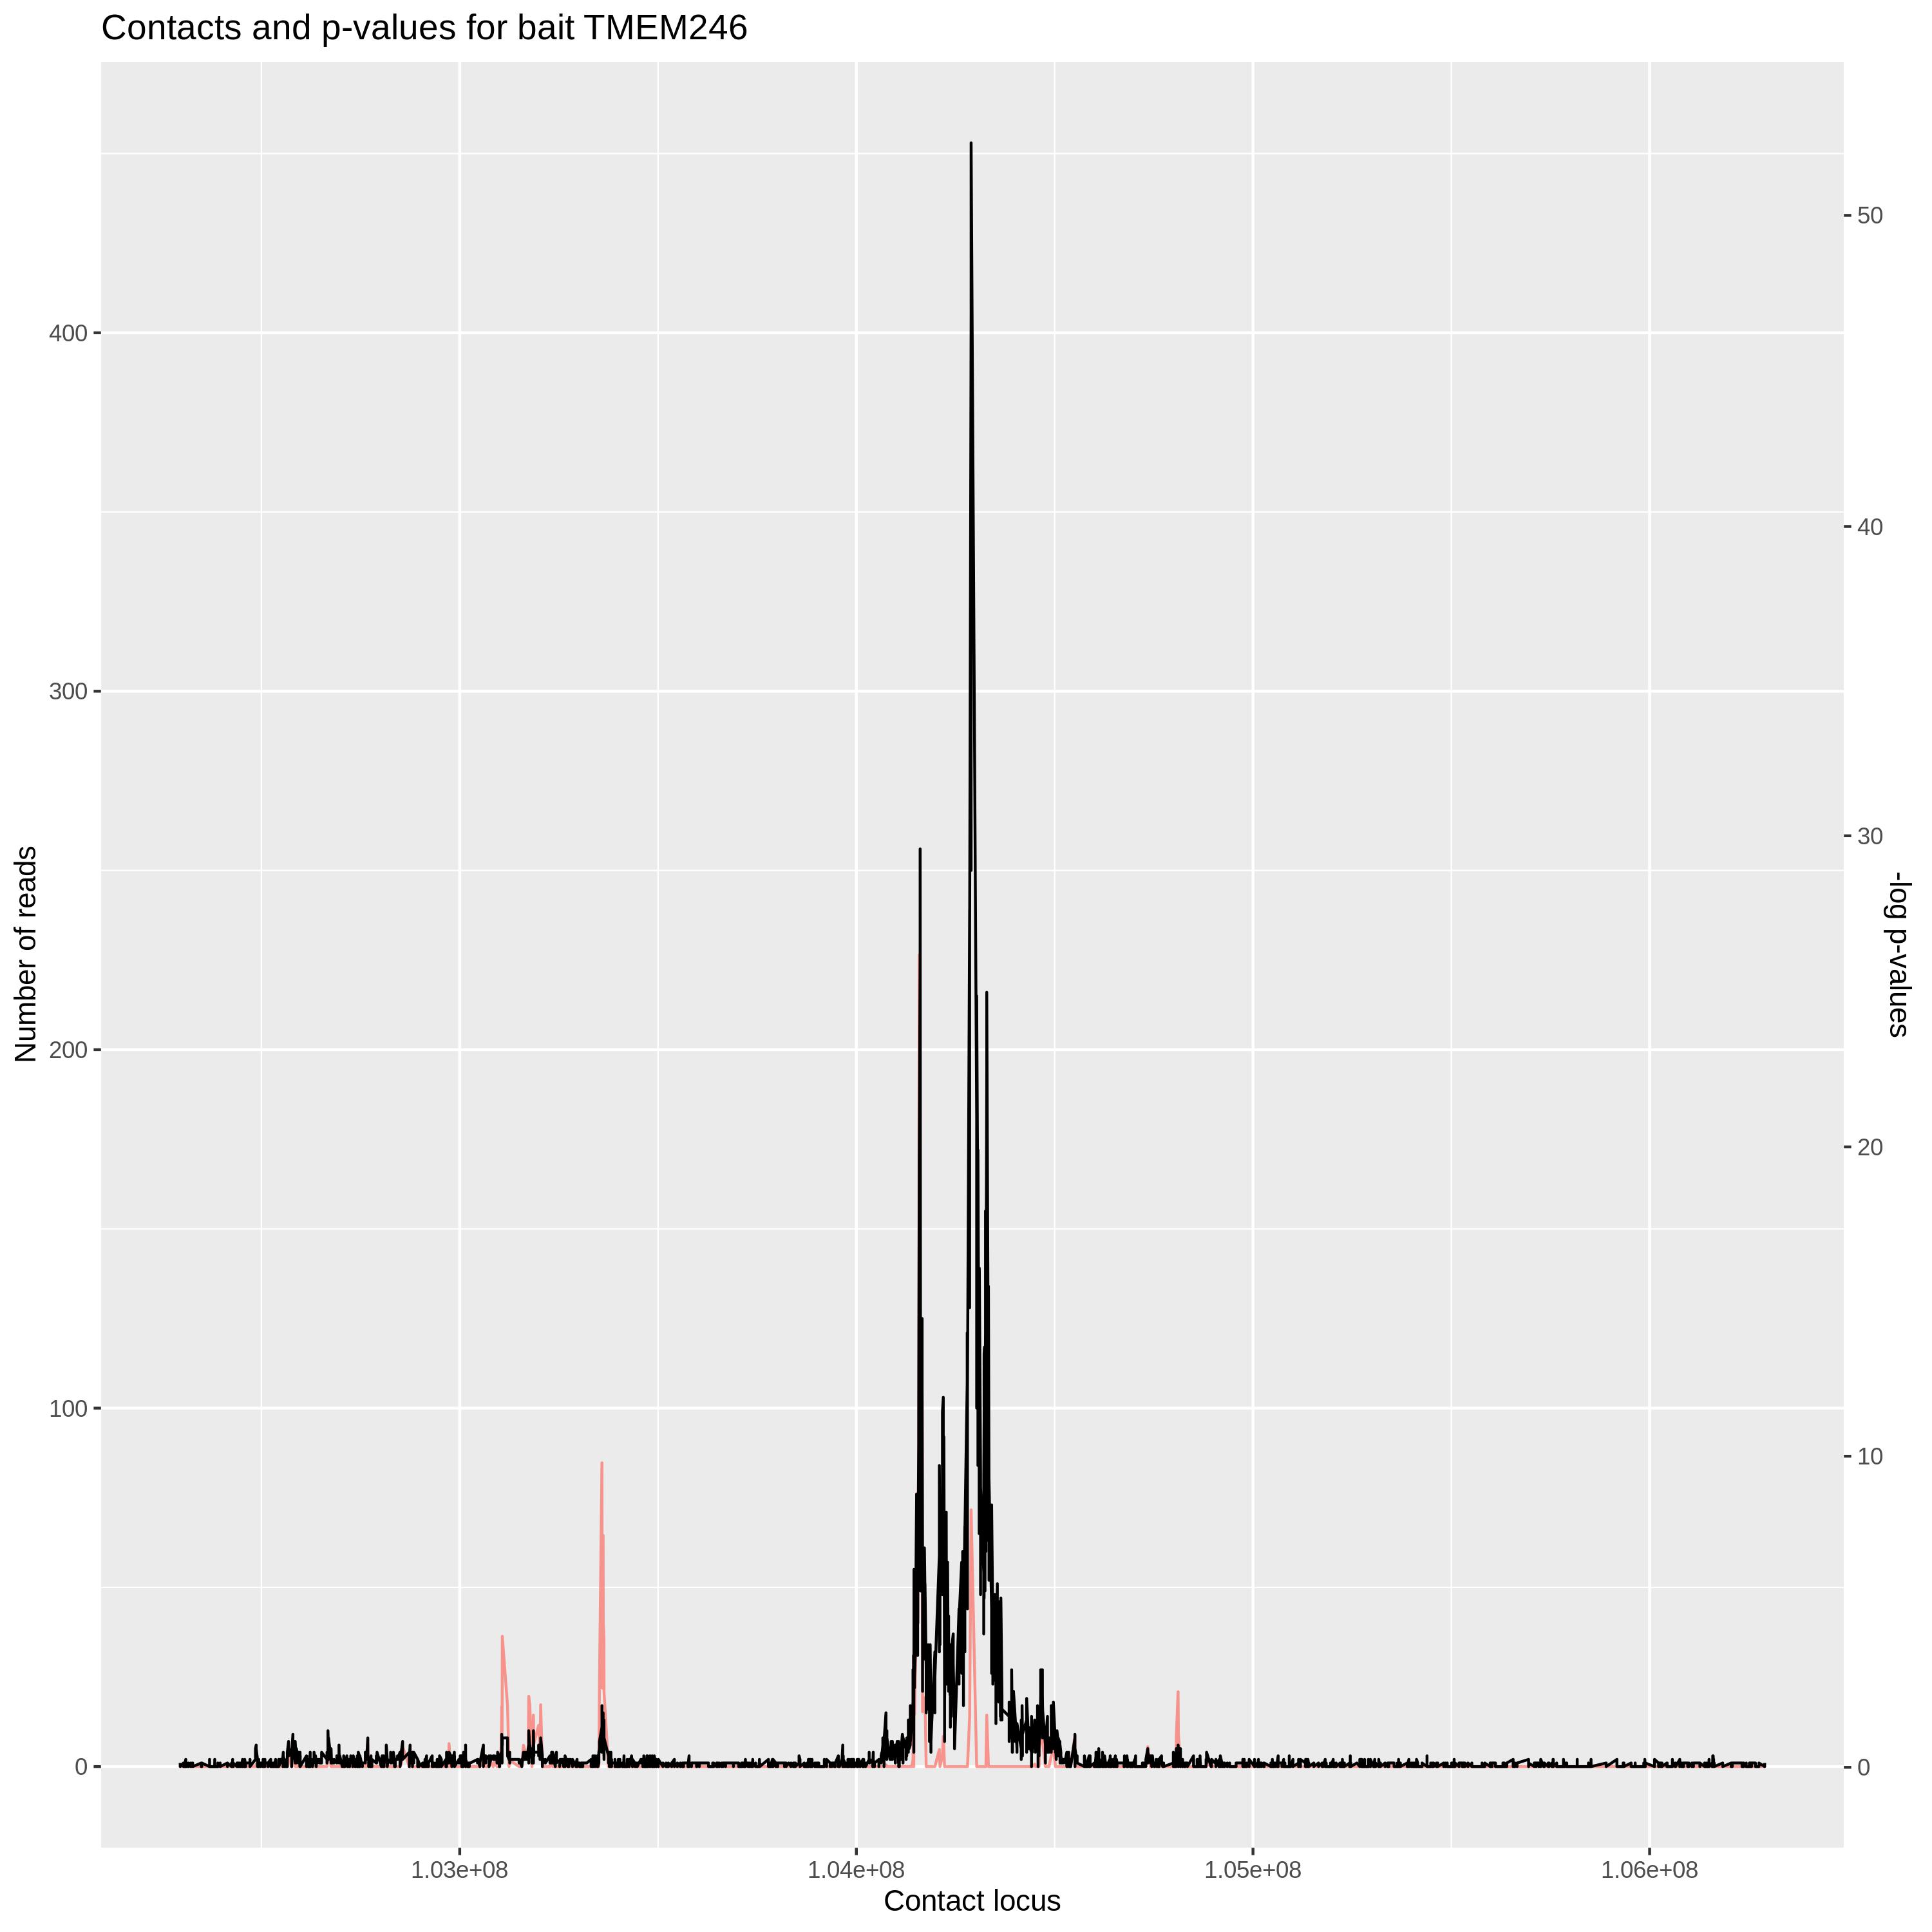 Contacts and p-values for bait TMEM246
Number of reads
400
300
200
100
0
50
40
30
20
10
0
-log p-values
1.03e+08
1.04e+08
1.05e+08
1.06e+08
Contact locus